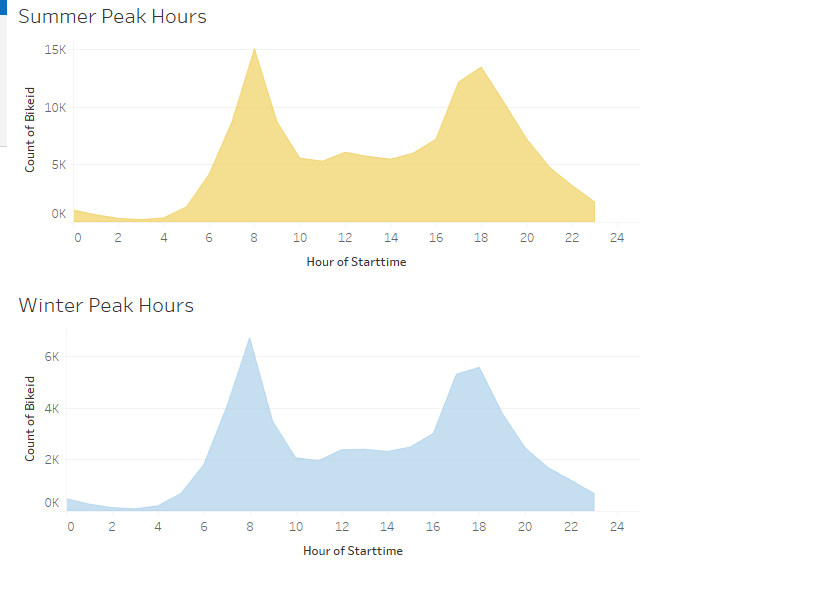 Summer Peak Hours
15K
10K
5K
0K
Count of Bikeid
0 2 4 6 8 10 12 14 16 18 20 22 24
Hour of Starttime
Winter Peak Hours
6K
4K
2K
0K
Count of Bikeid
0 2 4 6 8 10 12 14 16 18 20 22 24
Hour of Starttime